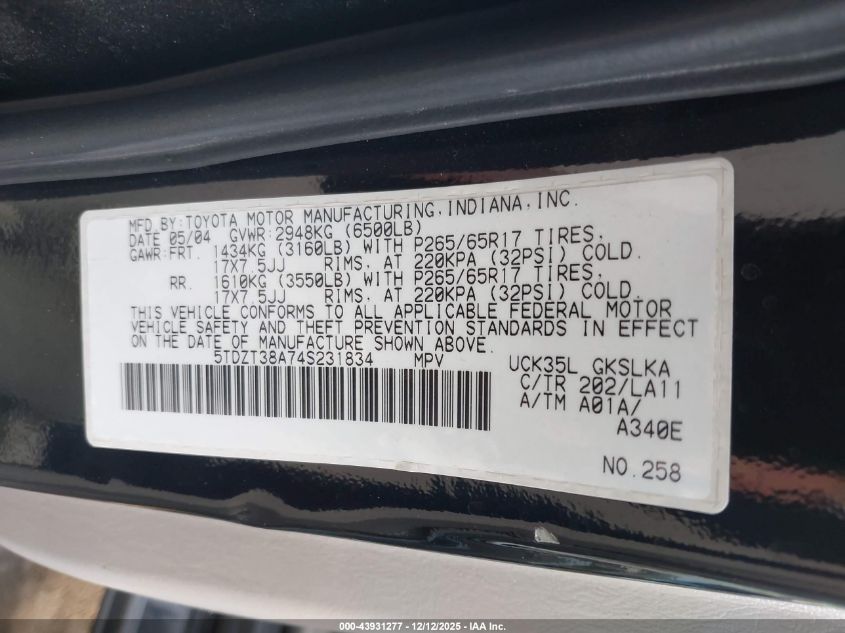 MFD.BY:TOYOTA MOTOR MANUFACTURING,INDIANA,INC.
DATE 05/04 GVWR:2948KG (6500LB)
GAWR:FRT. 1434KG (3160LB) WITH P265/65R17 TIRES.
17X7.5JJ RIMS. AT 220KPA (32PSI) COLD.
RR. 1610KG (3550LB) WITH P265/65R17 TIRES.
17X7.5JJ RIMS. AT 220KPA (32PSI) COLD.
THIS VEHICLE CONFORMS TO ALL APPLICABLE FEDERAL MOTOR
VEHICLE SAFETY AND THEFT PREVENTION STANDARDS IN EFFECT
ON THE DATE OF MANUFACTURE SHOWN ABOVE.
5TDZT38A74S231834 MPV UCK35L GKSLKA
C/TR 202/LA11
A/TM A01A/
A340E
NO.258
000-43931277 - 12/12/2025 - IAA Inc.